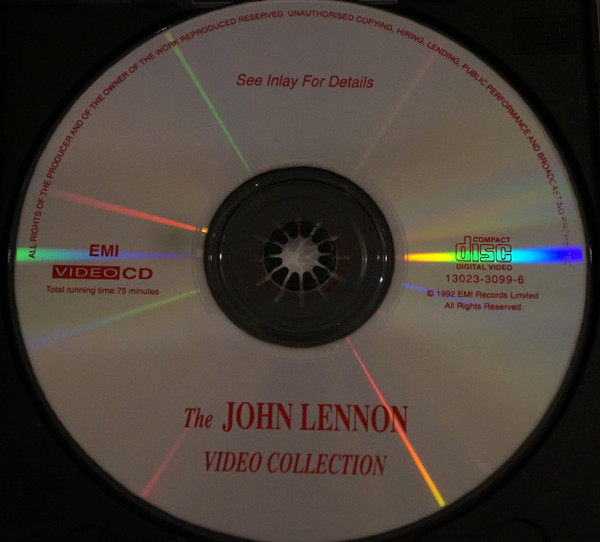 ALL RIGHTS OF THE PRODUCER AND OF THE OWNER OF THE WORK REPRODUCED RESERVED. UNAUTHORISED COPYING, HIRING, LENDING, PUBLIC PERFORMANCE AND BROADCASTING
See Inlay For Details
EMI
VIDEO CD
Total running time:75 minutes
COMPACT
disc
DIGITAL VIDEO
13023-3099-6
© 1992 EMI Records Limited
All Rights Reserved.
The JOHN LENNON
VIDEO COLLECTION